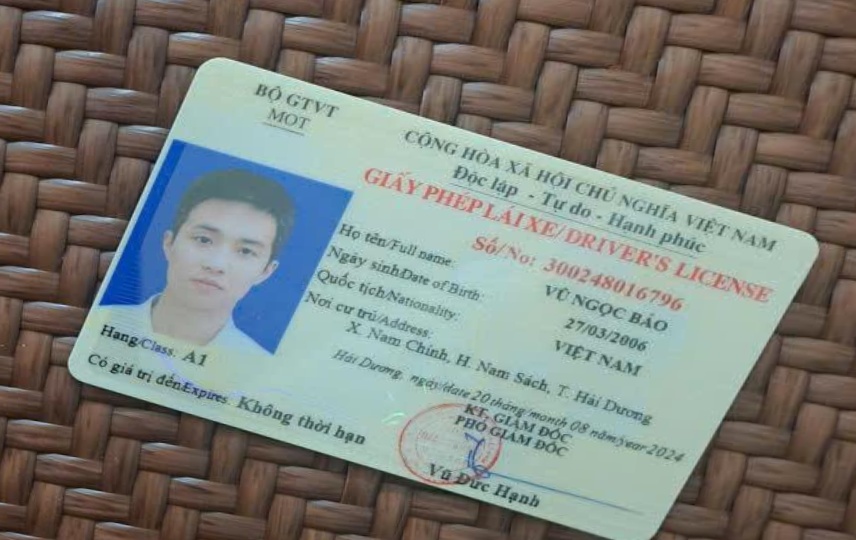 BỘ GTVT
MOT
CỘNG HÒA XÃ HỘI CHỦ NGHĨA VIỆT NAM
Độc lập - Tự do - Hạnh phúc
GIẤY PHÉP LÁI XE/ DRIVER'S LICENSE
Số/No: 300248016796
Họ tên/Full name: VŨ NGỌC BẢO
Ngày sinh/Date of Birth: 27/03/2006
Quốc tịch/Nationality: VIỆT NAM
Nơi cư trú/Address:
X. Nam Chính, H. Nam Sách, T. Hải Dương
Hải Dương, ngày/date 20 tháng/month 08 năm/year 2024
KT. GIÁM ĐỐC
PHÓ GIÁM ĐỐC
Vũ Đức Hạnh
Hạng/Class: A1
Có giá trị đến/Expires: Không thời hạn